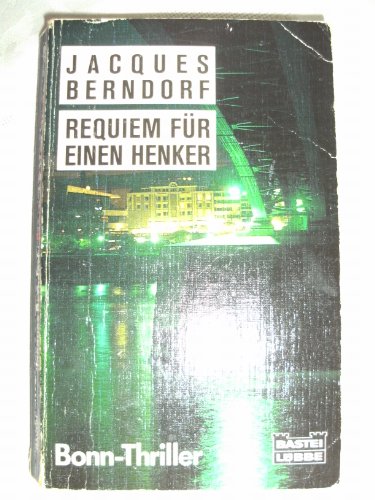 JACQUES
BERNDORF
REQUIEM FÜR
EINEN HENKER
Bonn-Thriller
BASTEI
LÜBBE